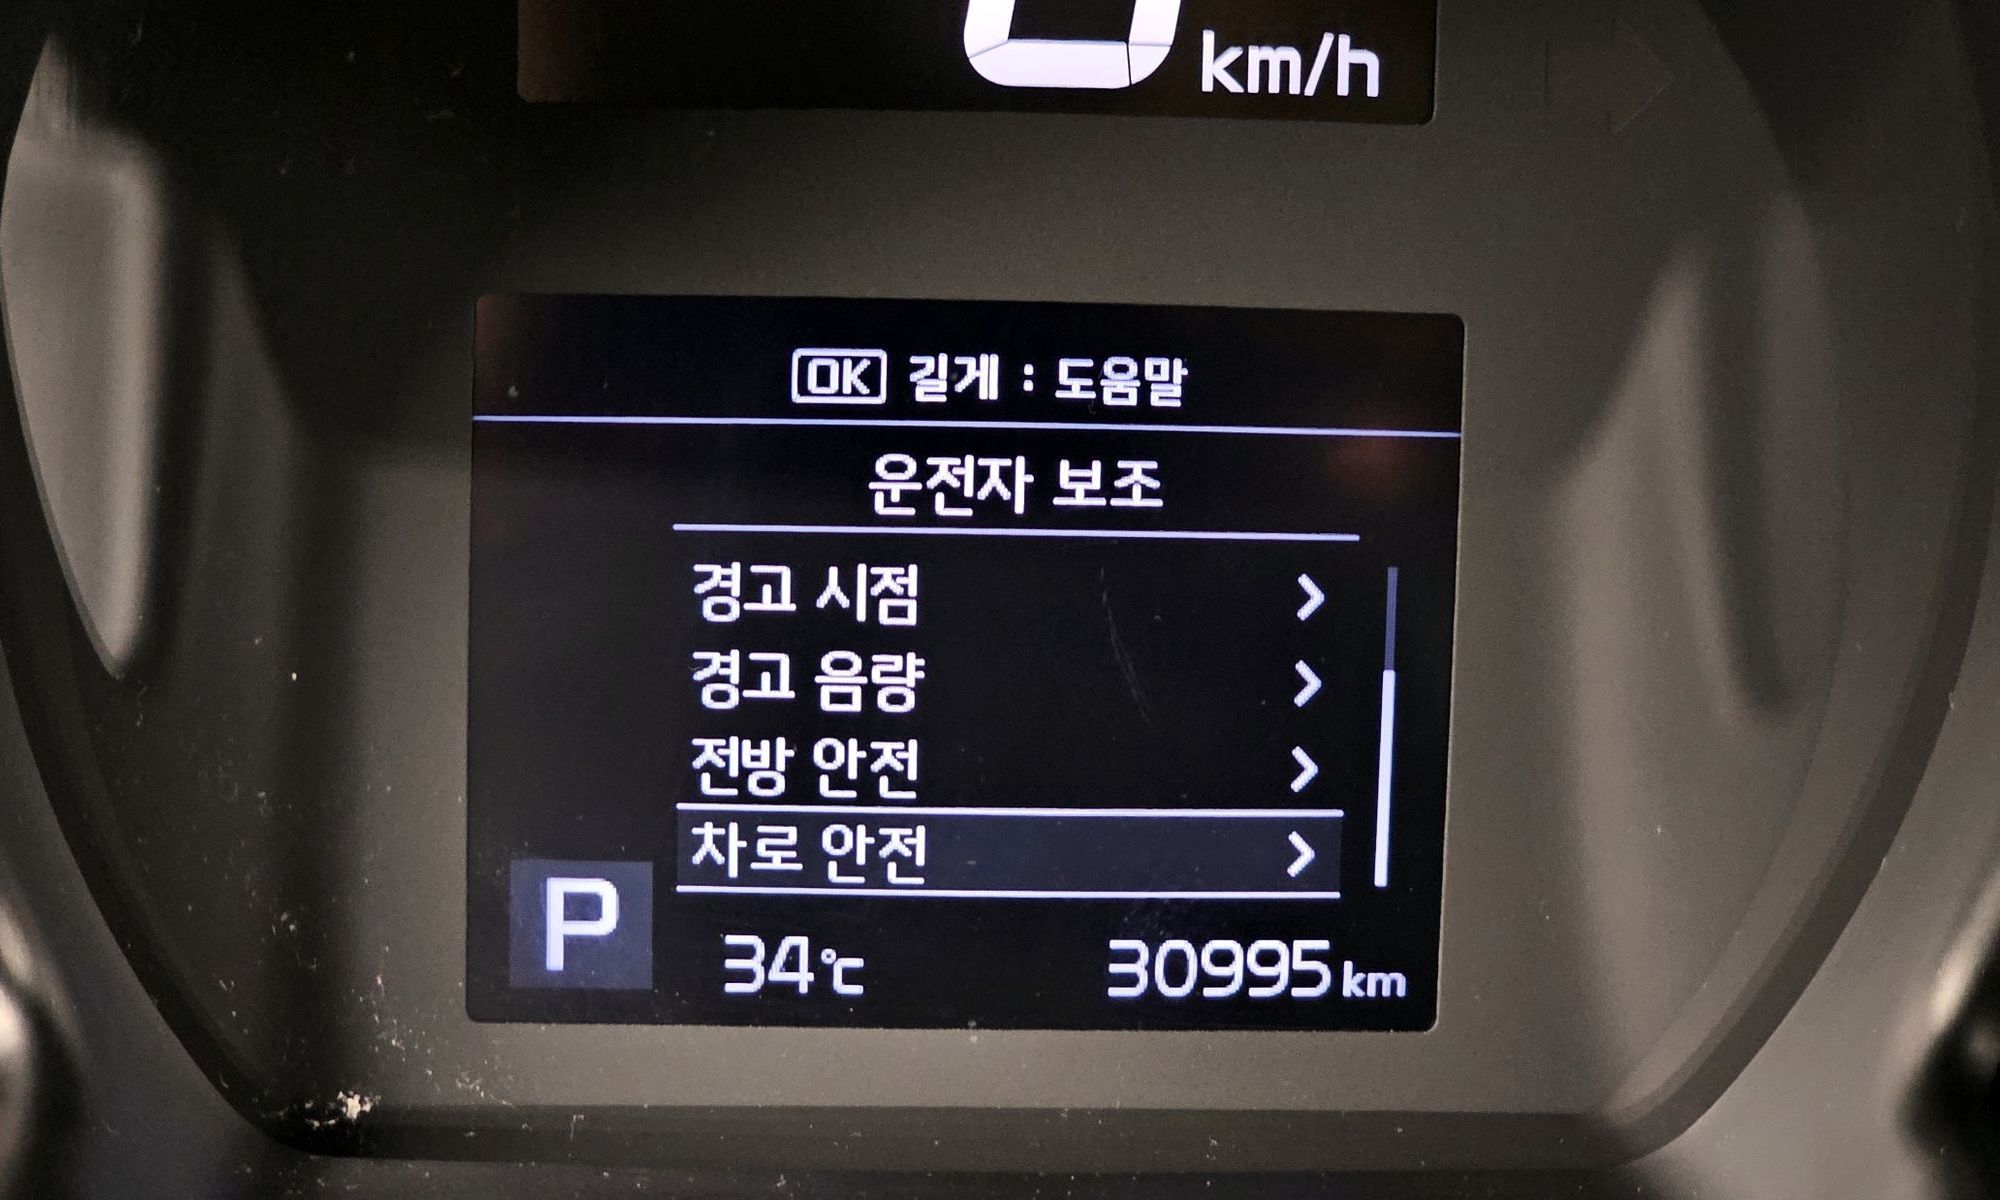 0 km/h
OK 길게 : 도움말
운전자 보조
경고 시점
경고 음량
전방 안전
차로 안전
P
34℃ 30995 km